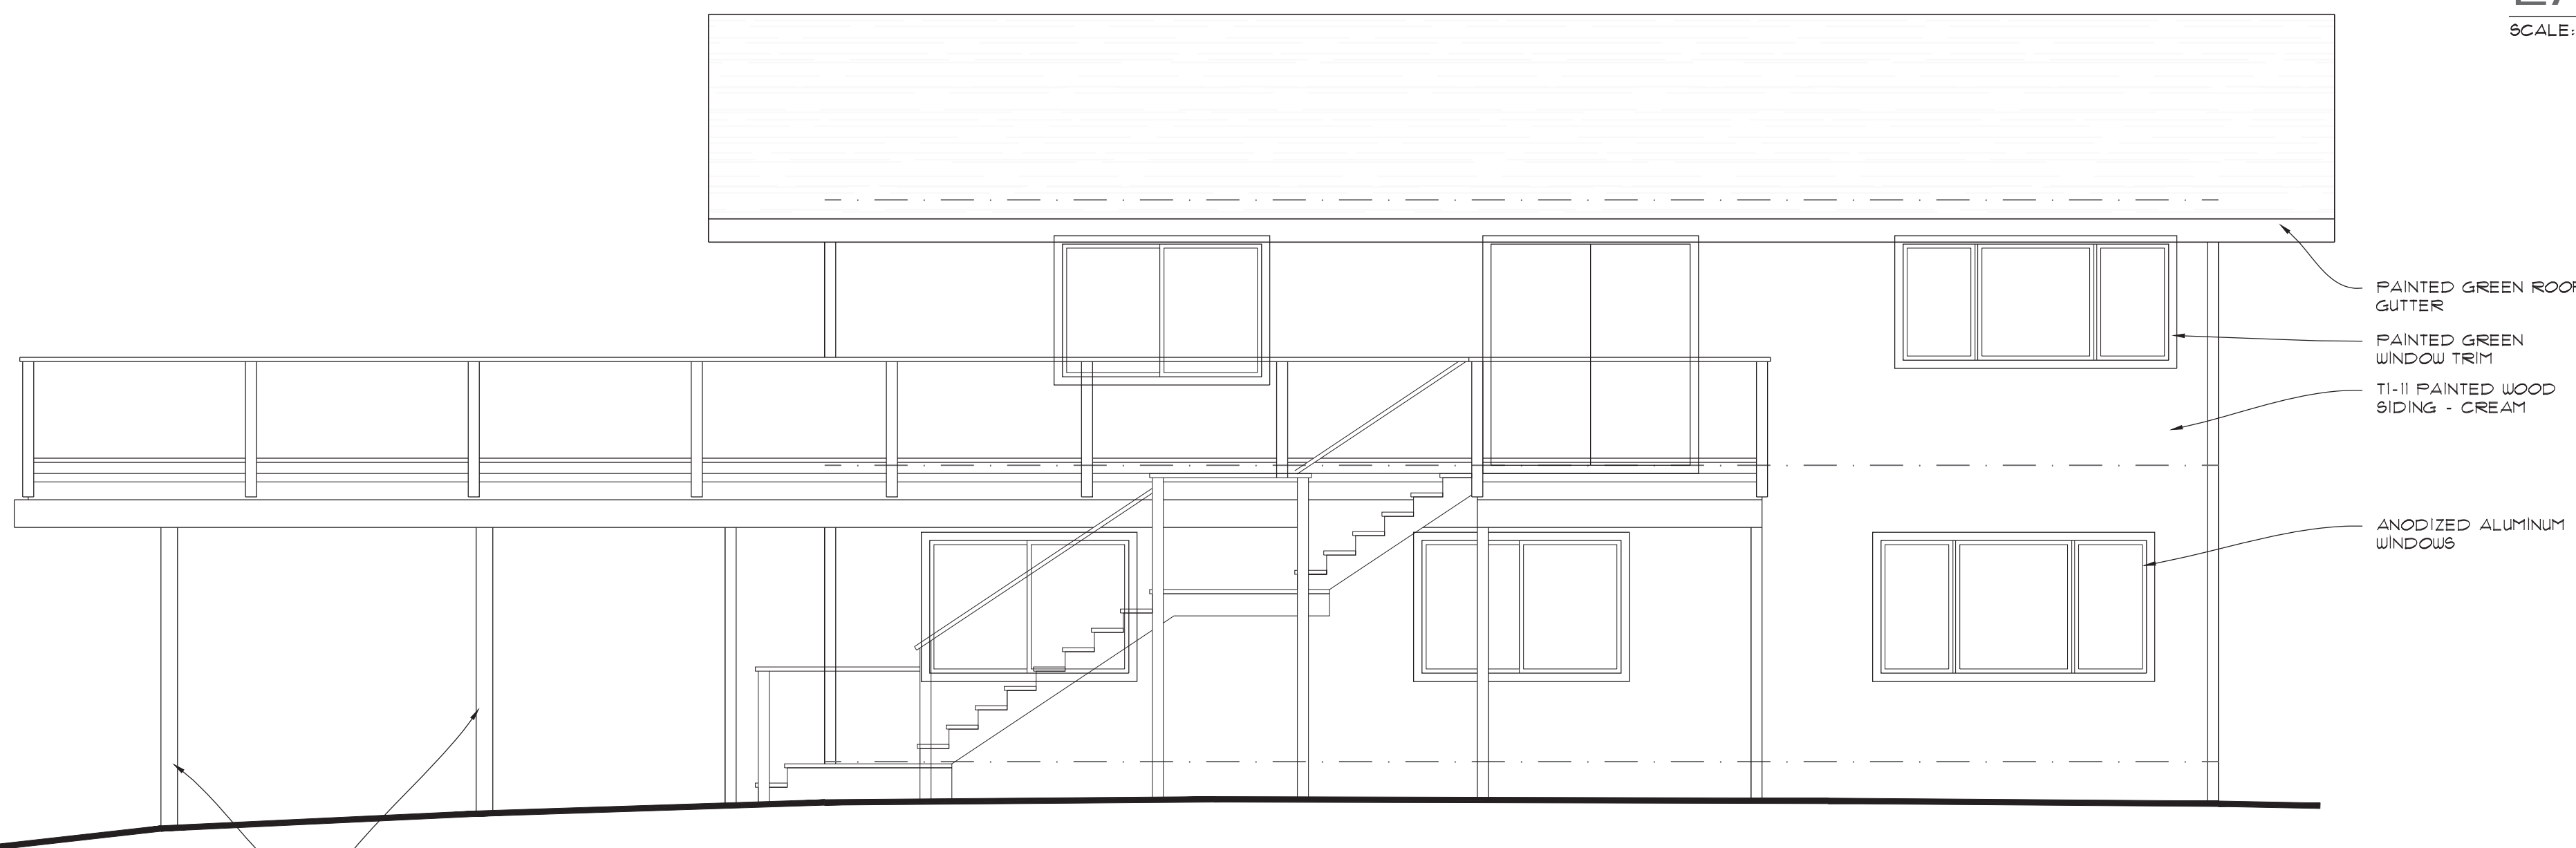 SCALE:
PAINTED GREEN ROOF
GUTTER
PAINTED GREEN
WINDOW TRIM
T1-11 PAINTED WOOD
SIDING - CREAM
ANODIZED ALUMINUM
WINDOWS